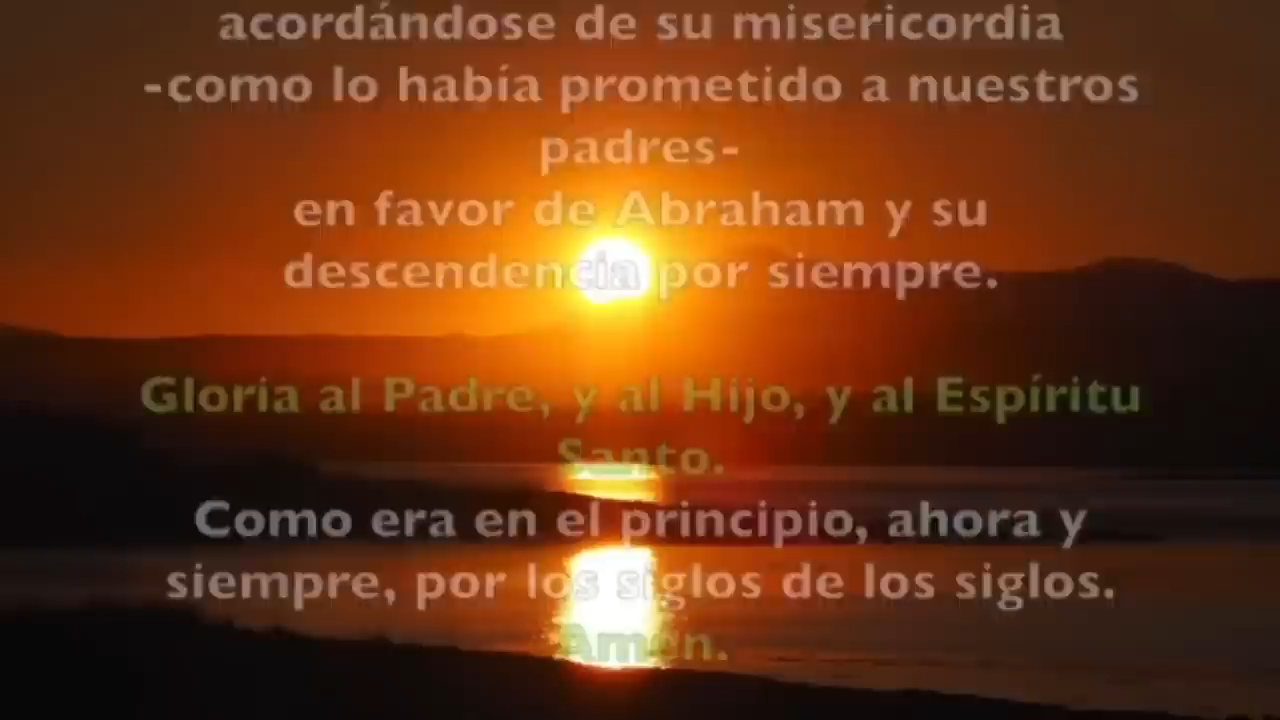 acordándose de su misericordia
-como lo había prometido a nuestros
padres-
en favor de Abraham y su
descendencia por siempre.
Gloria al Padre, y al Hijo, y al Espíritu
Santo.
Como era en el principio, ahora y
siempre, por los siglos de los siglos.
Amén.